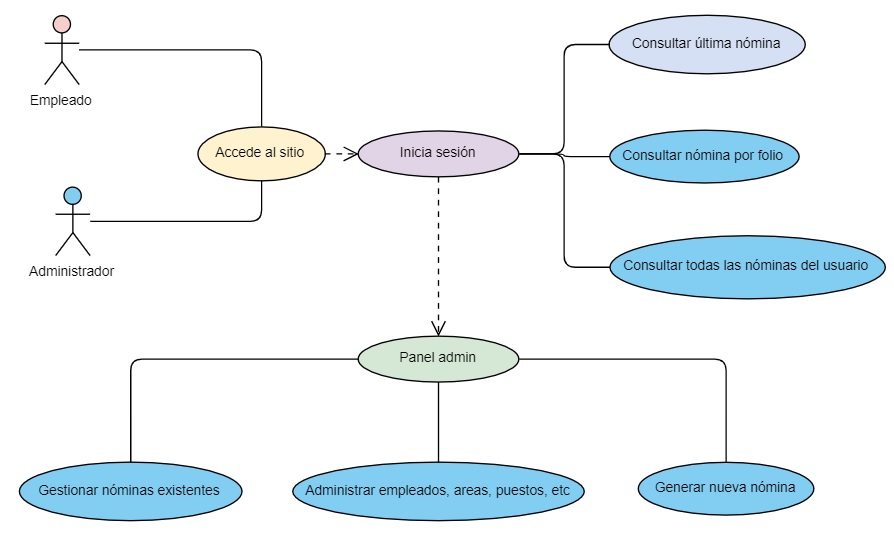 Empleado
Consultar última nómina
Accede al sitio
Inicia sesión
Consultar nómina por folio
Administrador
Consultar todas las nóminas del usuario
Panel admin
Gestionar nóminas existentes
Administrar empleados, areas, puestos, etc
Generar nueva nómina